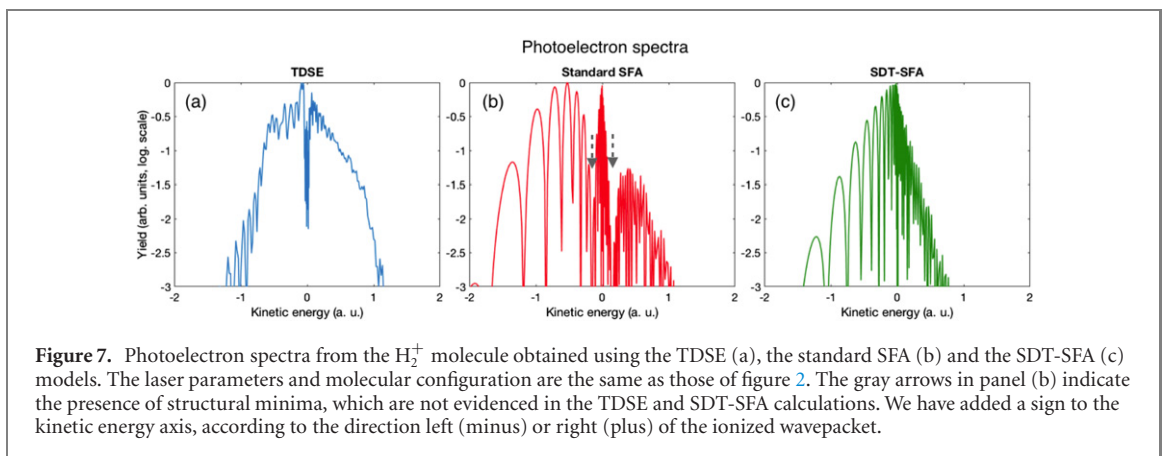 Photoelectron spectra
TDSE
Standard SFA
SDT-SFA
(a)
(b)
(c)
Yield (arb. units, log. scale)
0
-0.5
-1
-1.5
-2
-2.5
-3
0
-0.5
-1
-1.5
-2
-2.5
-3
0
-0.5
-1
-1.5
-2
-2.5
-3
-2 -1 0 1 2
-2 -1 0 1 2
-2 -1 0 1 2
Kinetic energy (a. u.)
Kinetic energy (a. u.)
Kinetic energy (a. u.)
Figure 7. Photoelectron spectra from the H₂⁺ molecule obtained using the TDSE (a), the standard SFA (b) and the SDT-SFA (c)
models. The laser parameters and molecular configuration are the same as those of figure 2. The gray arrows in panel (b) indicate
the presence of structural minima, which are not evidenced in the TDSE and SDT-SFA calculations. We have added a sign to the
kinetic energy axis, according to the direction left (minus) or right (plus) of the ionized wavepacket.